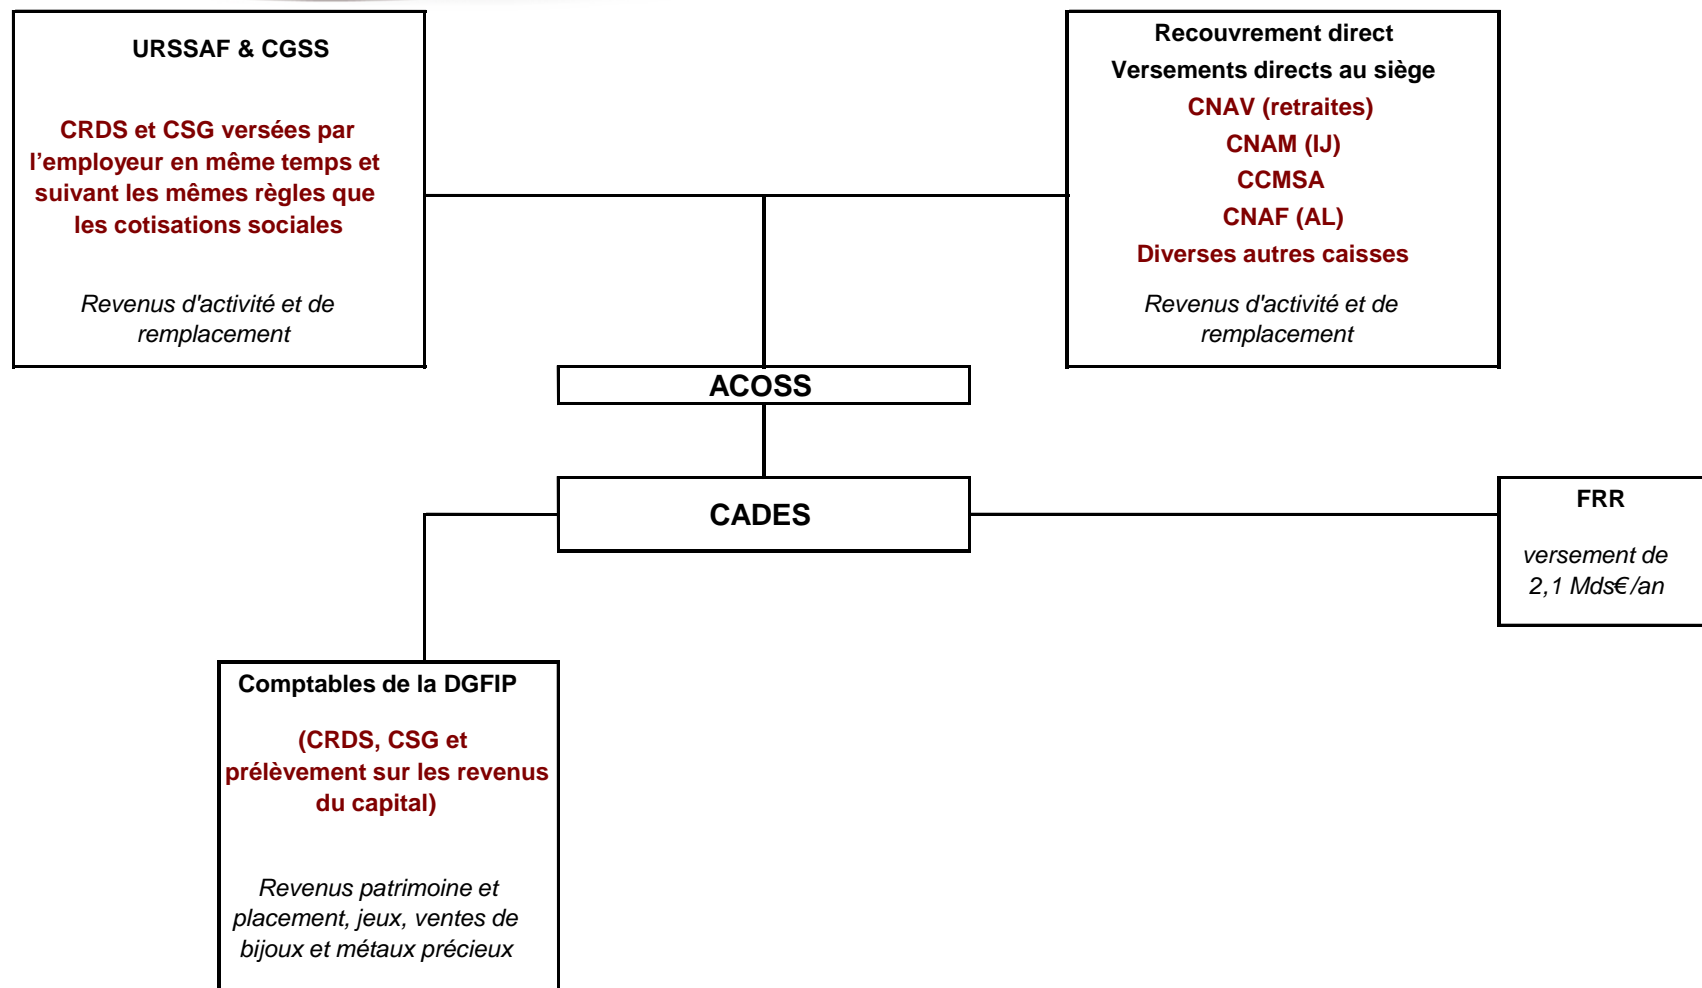 URSSAF & CGSS
CRDS et CSG versées par
l’employeur en même temps et
suivant les mêmes règles que
les cotisations sociales
Revenus d'activité et de
remplacement
Recouvrement direct
Versements directs au siège
CNAV (retraites)
CNAM (IJ)
CCMSA
CNAF (AL)
Diverses autres caisses
Revenus d'activité et de
remplacement
ACOSS
CADES
FRR
versement de
2,1 Mds€/an
Comptables de la DGFIP
(CRDS, CSG et
prélèvement sur les revenus
du capital)
Revenus patrimoine et
placement, jeux, ventes de
bijoux et métaux précieux